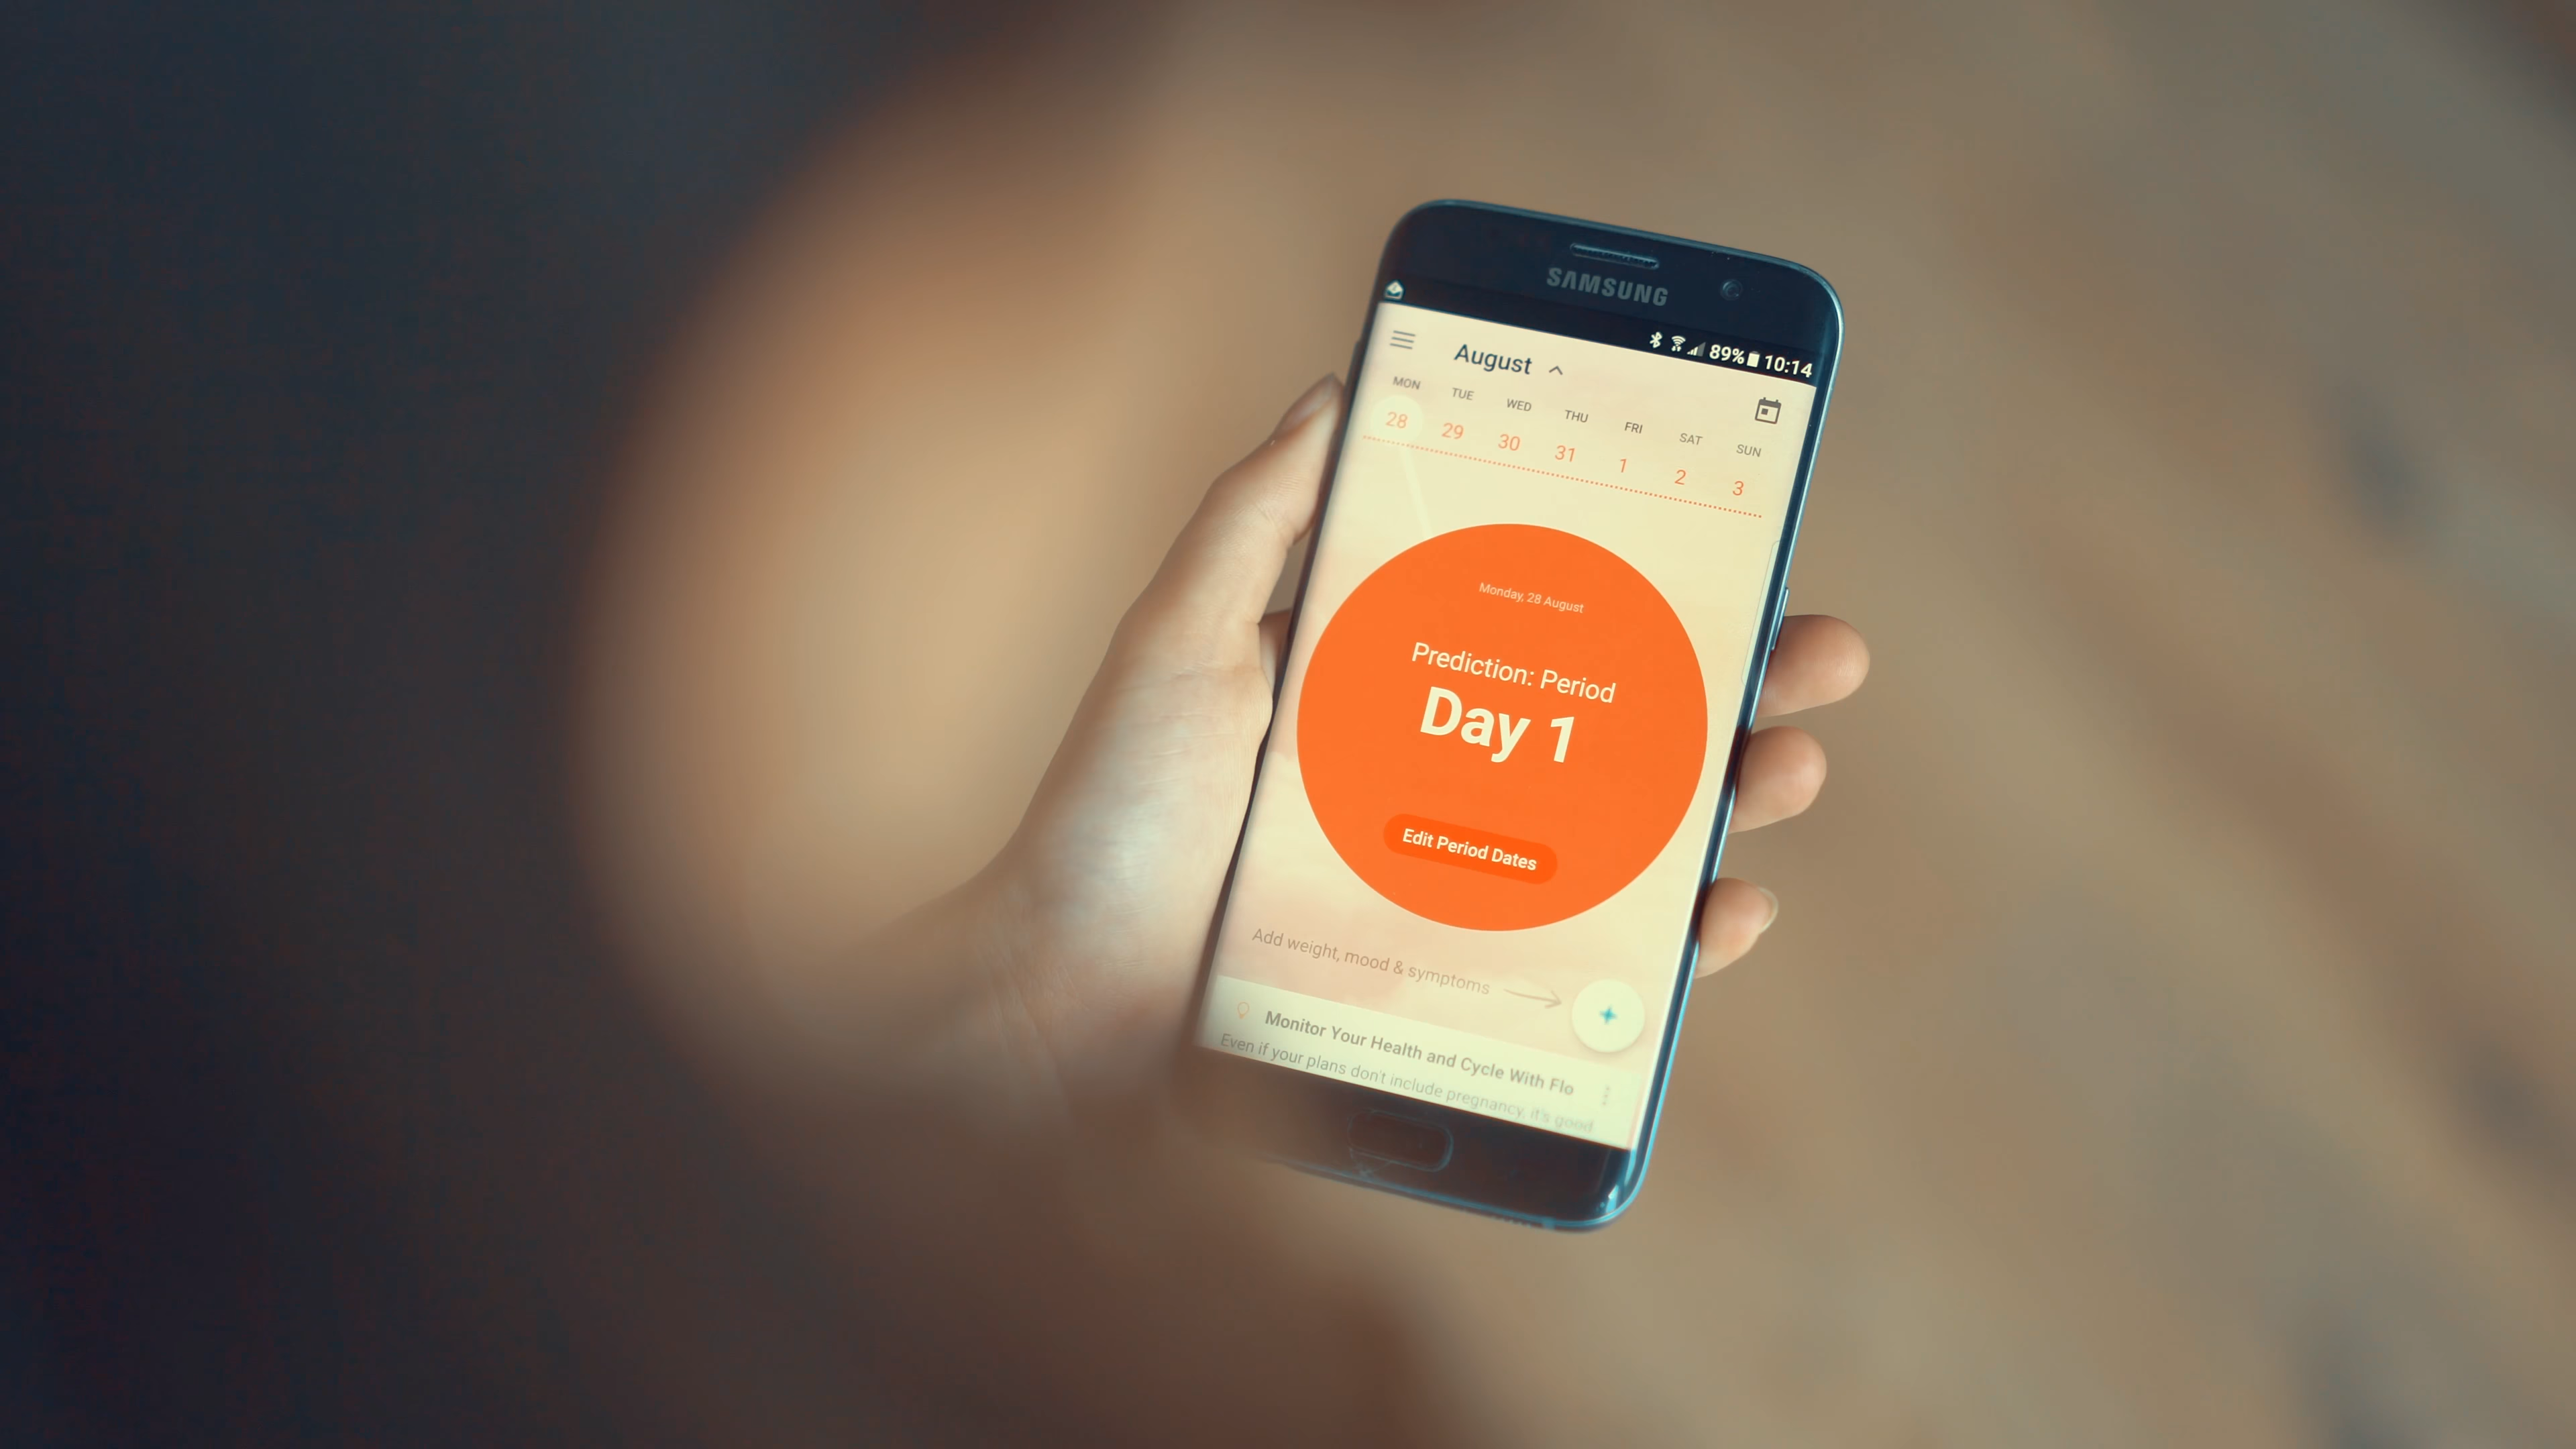 SAMSUNG
89% 10:14
August
MON TUE WED THU FRI SAT SUN
28 29 30 31 1 2 3
Monday, 28 August
Prediction: Period
Day 1
Edit Period Dates
Add weight, mood & symptoms
Monitor Your Health and Cycle With Flo
Even if your plans don't include pregnancy, it's good